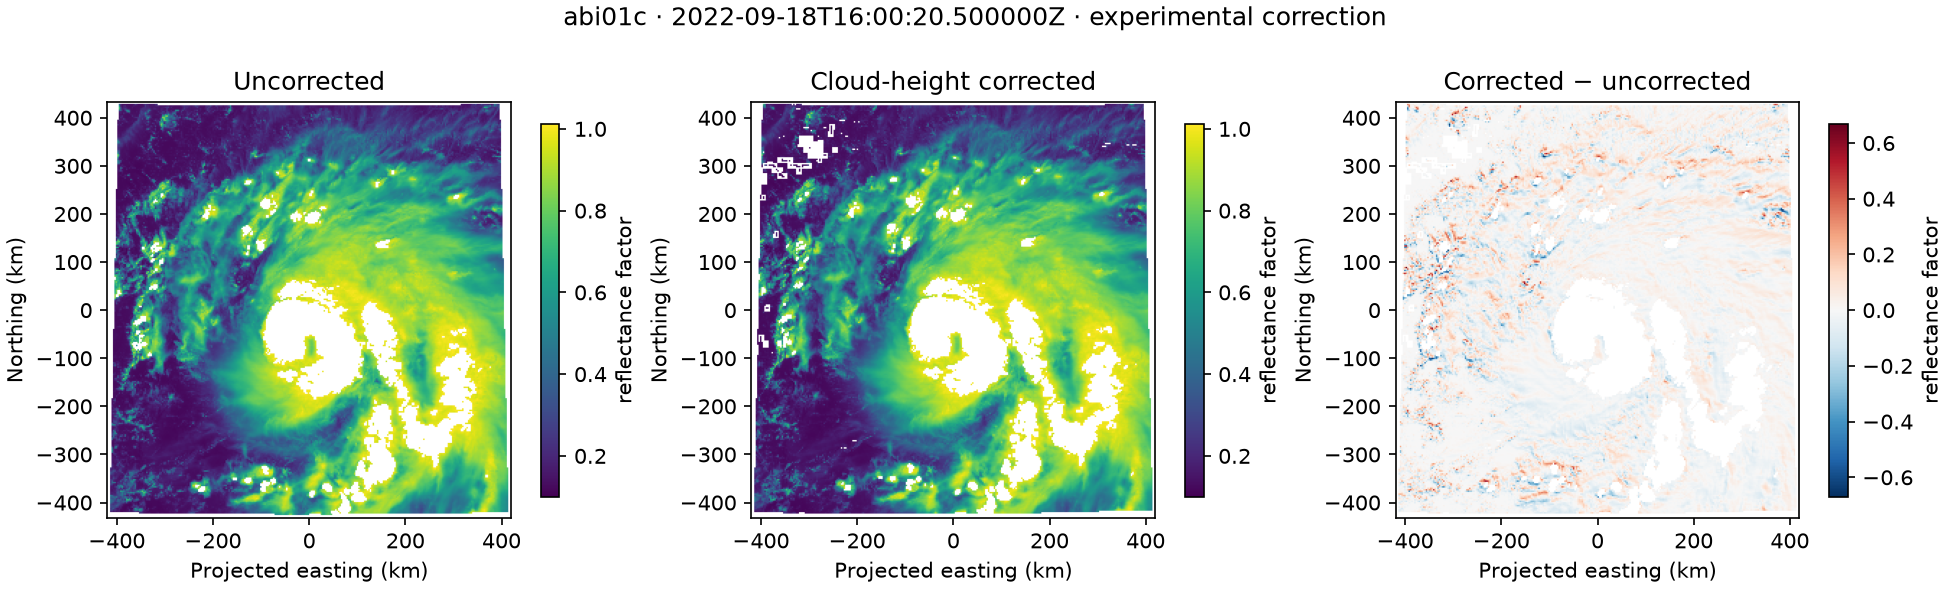 abi01c · 2022-09-18T16:00:20.500000Z · experimental correction
Uncorrected
Northing (km)
400
300
200
100
0
−100
−200
−300
−400
−400 −200 0 200 400
Projected easting (km)
1.0
0.8
0.6
0.4
0.2
reflectance factor
Cloud-height corrected
Northing (km)
400
300
200
100
0
−100
−200
−300
−400
−400 −200 0 200 400
Projected easting (km)
1.0
0.8
0.6
0.4
0.2
reflectance factor
Corrected − uncorrected
Northing (km)
400
300
200
100
0
−100
−200
−300
−400
−400 −200 0 200 400
Projected easting (km)
0.6
0.4
0.2
0.0
−0.2
−0.4
−0.6
reflectance factor